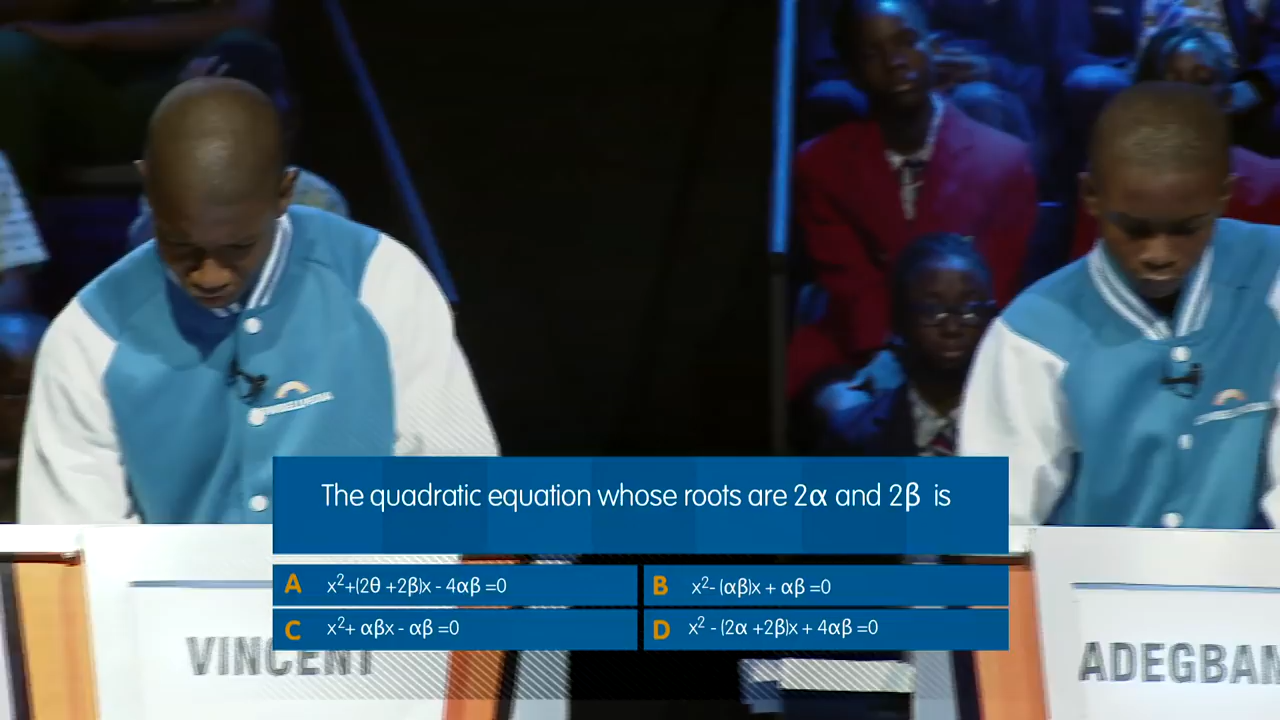 The quadratic equation whose roots are 2α and 2β is
A x²+(2θ +2β)x - 4αβ =0
B x²- (αβ)x + αβ =0
C x²+ αβx - αβ =0
D x² - (2α +2β)x + 4αβ =0
VINCENT